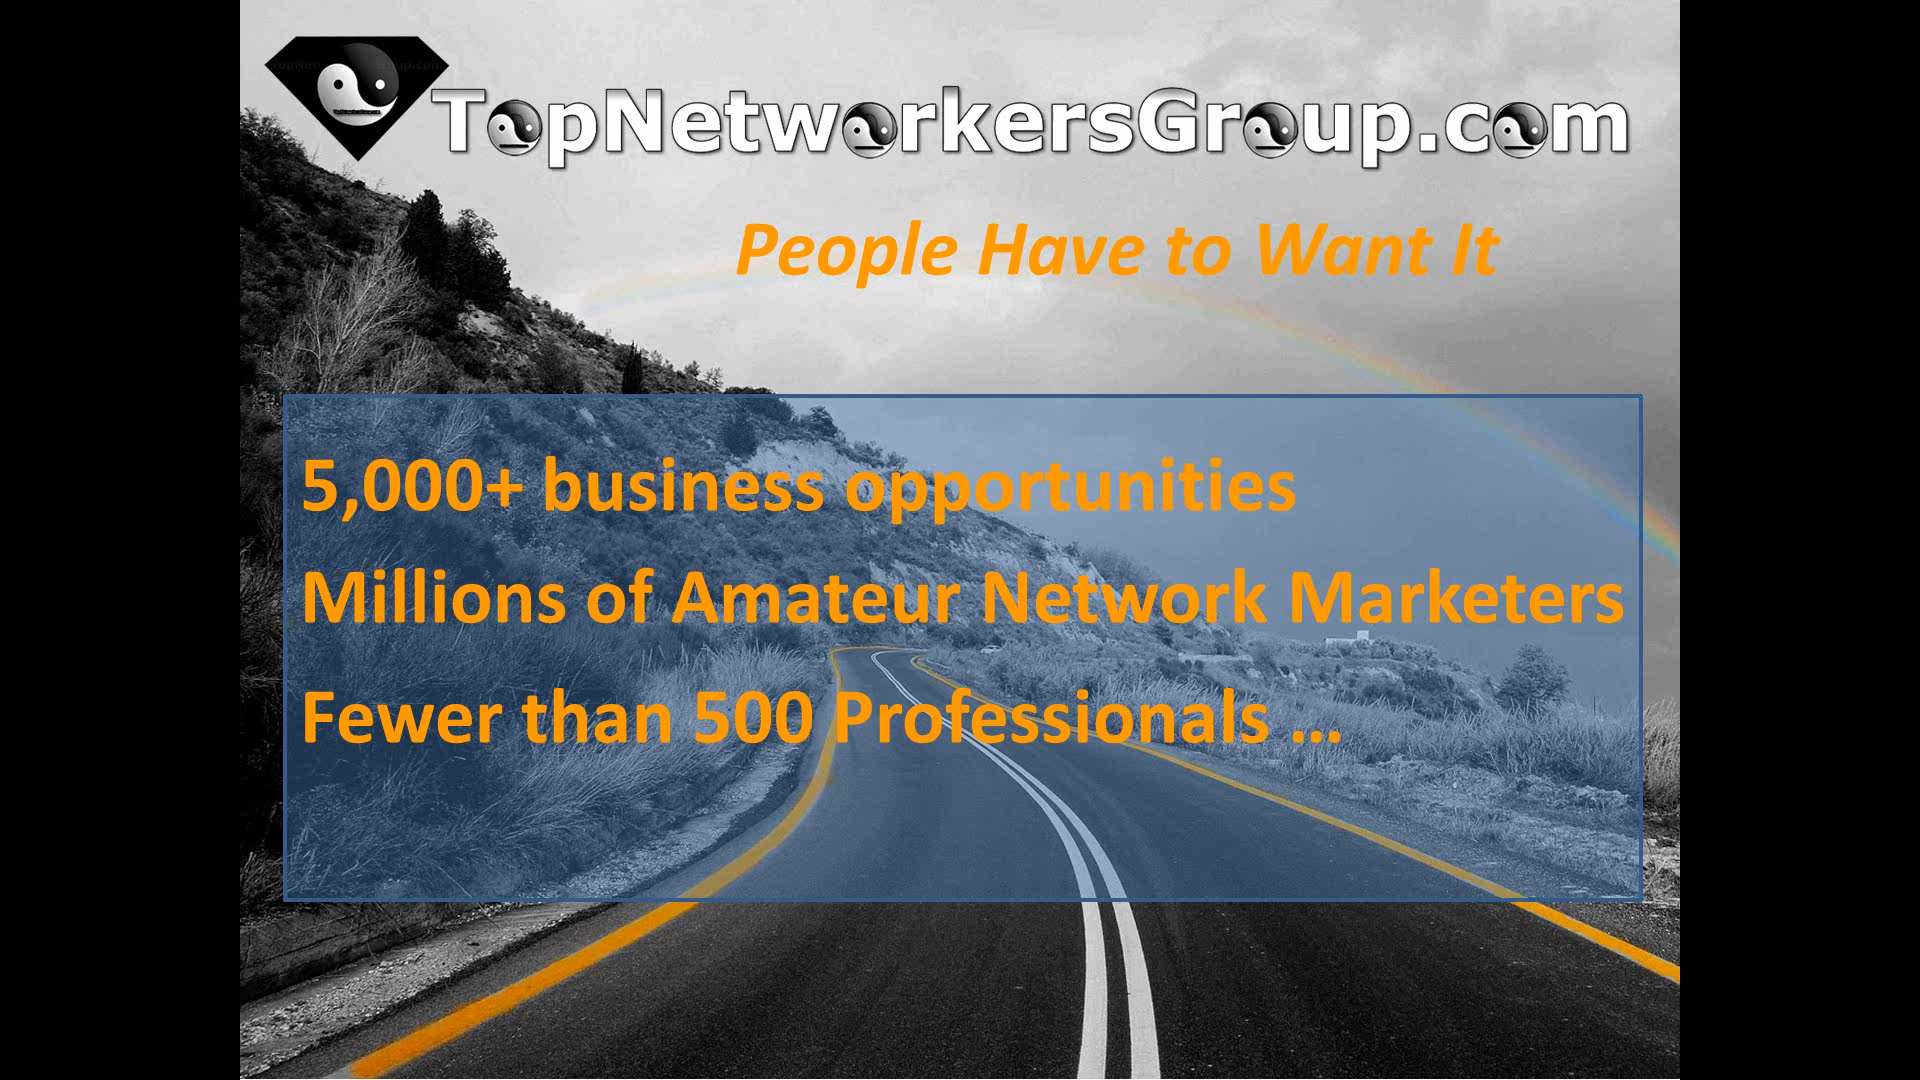 TopNetworkersGroup.com
People Have to Want It
5,000+ business opportunities
Millions of Amateur Network Marketers
Fewer than 500 Professionals ...